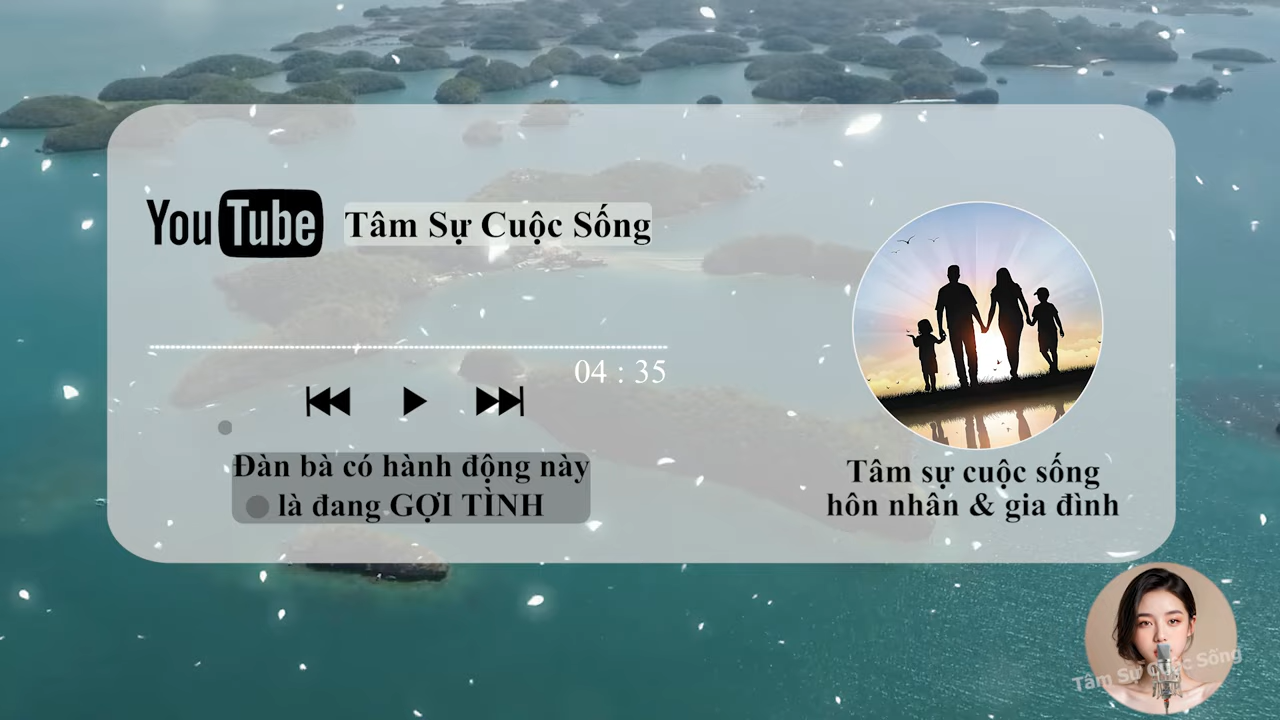 YouTube Tâm Sự Cuộc Sống
04 : 35
Đàn bà có hành động này
là đang GỢI TÌNH
Tâm sự cuộc sống
hôn nhân & gia đình
Tâm Sự Cuộc Sống